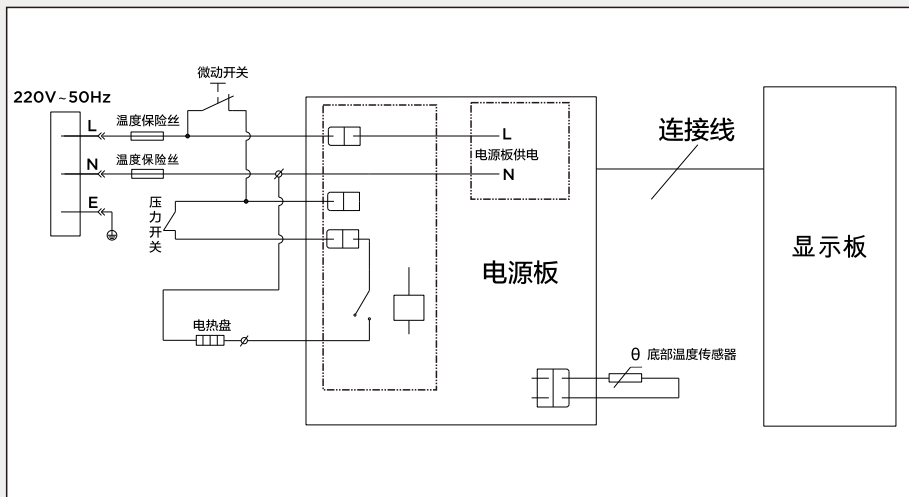 微动开关
220V~50Hz
L
温度保险丝
N
温度保险丝
E
压力开关
L
电源板供电
N
连接线
显示板
电源板
电热盘
θ 底部温度传感器